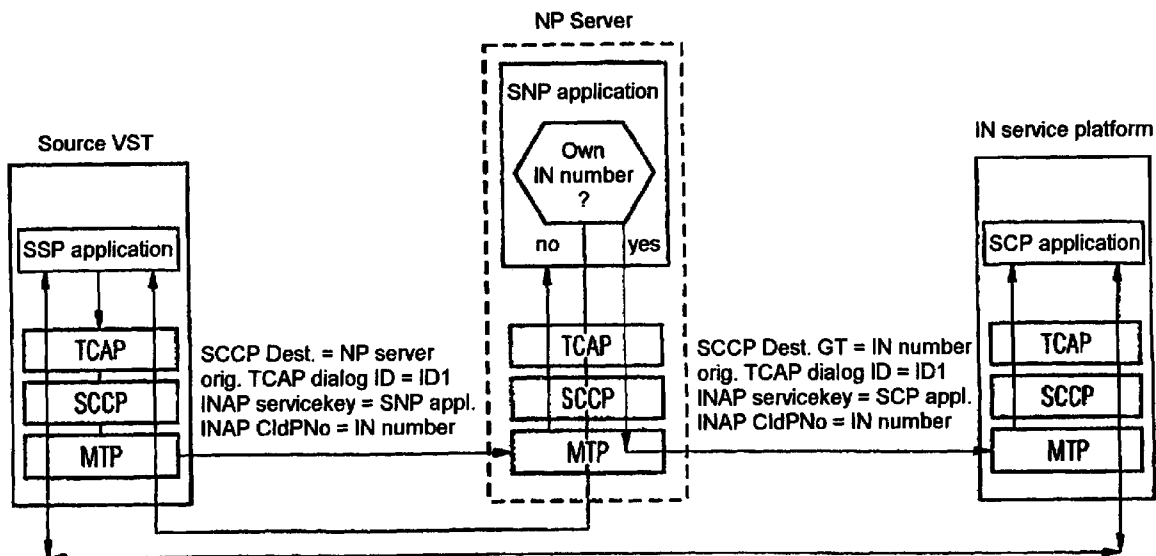 NP Server
SNP application
Own
IN number
?
no
yes
TCAP
SCCP
MTP
Source VST
SSP application
TCAP
SCCP
MTP
SCCP Dest. = NP server
orig. TCAP dialog ID = ID1
INAP servicekey = SNP appl.
INAP CldPNo = IN number
SCCP Dest. GT = IN number
orig. TCAP dialog ID = ID1
INAP servicekey = SCP appl.
INAP CldPNo = IN number
IN service platform
SCP application
TCAP
SCCP
MTP